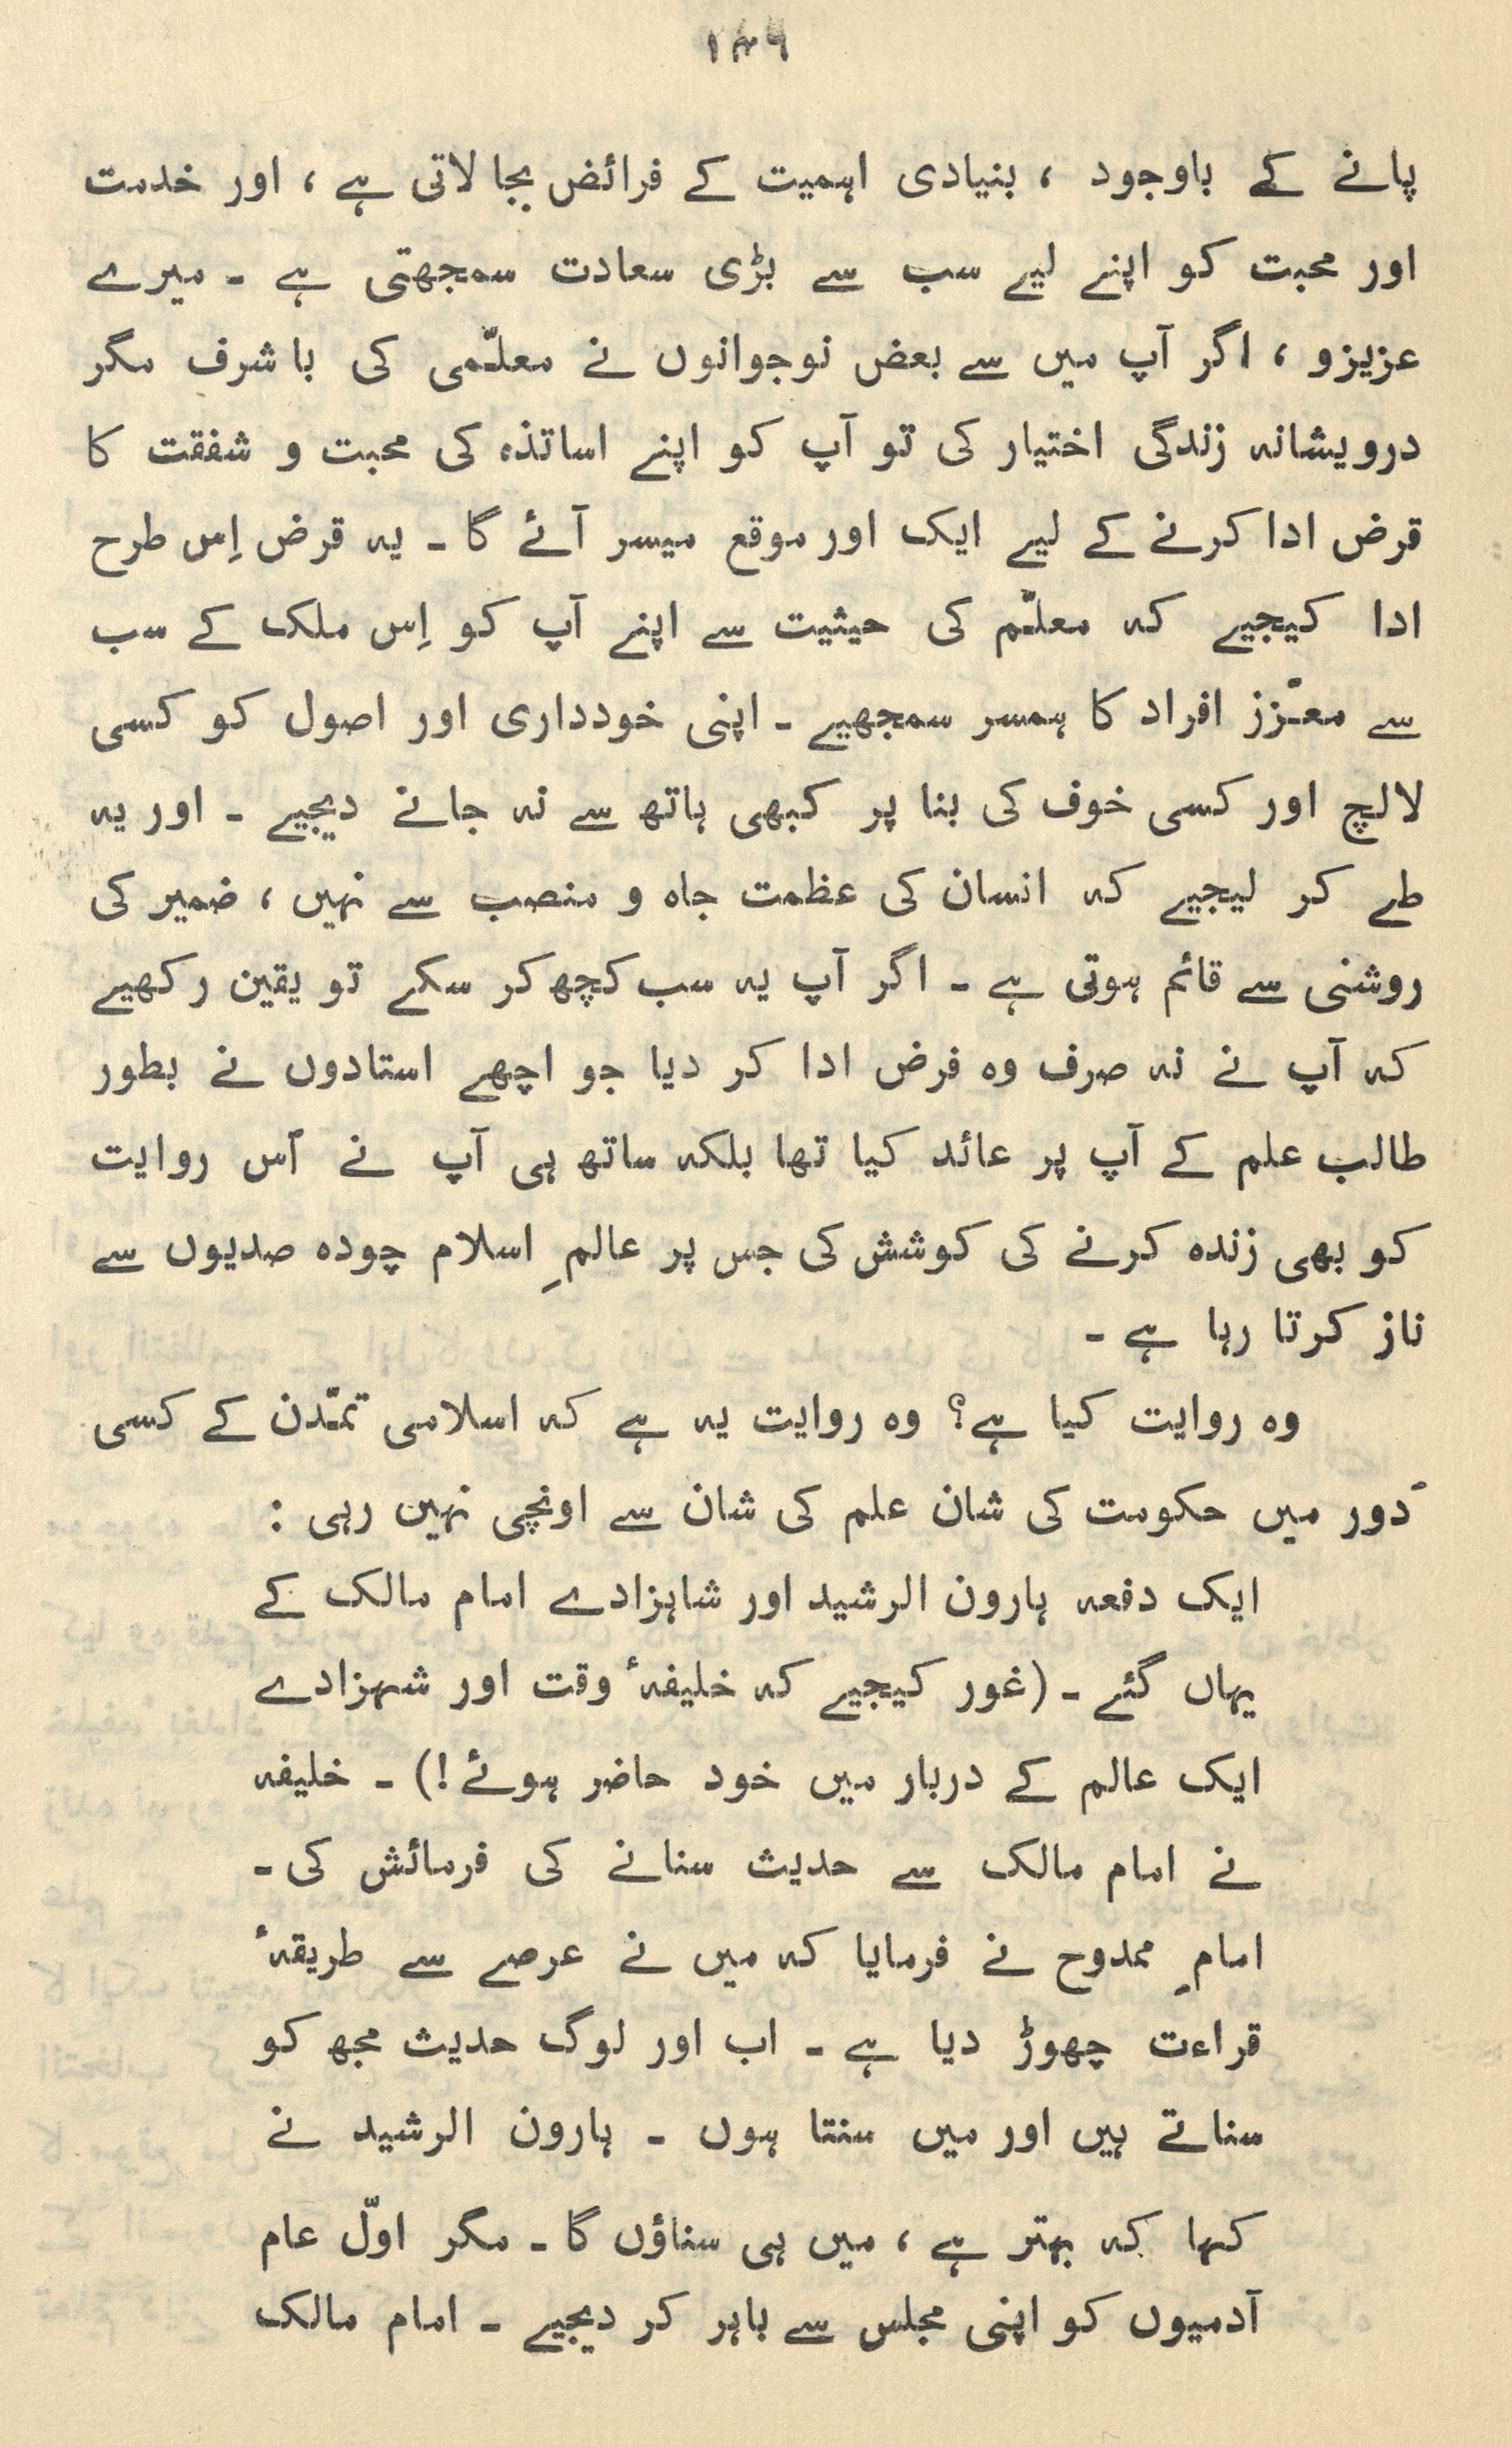 ۱۳۶
پانے کے باوجود ، بنیادی اہمیت کے فرائض بجا لاتی ہے ، اور خدمت
اور محبت کو اپنے لیے سب سے بڑی سعادت سمجھتی ہے ۔ میرے
عزیزو ، اگر آپ میں سے بعض نوجوانوں نے معلّمی کی با شرف مگر
درویشانہ زندگی اختیار کی تو آپ کو اپنے اساتذہ کی محبت و شفقت کا
قرض ادا کرنے کے لیے ایک اور موقع میسر آئے گا ۔ یہ قرض اِس طرح
ادا کیجیے کہ معلّم کی حیثیت سے اپنے آپ کو اِس ملک کے سب
سے معزّز افراد کا ہمسر سمجھیے ۔ اپنی خودداری اور اصول کو کسی
لالچ اور کسی خوف کی بنا پر کبھی ہاتھ سے نہ جانے دیجیے ۔ اور یہ
طے کر لیجیے کہ انسان کی عظمت جاہ و منصب سے نہیں ، ضمیر کی
روشنی سے قائم ہوتی ہے ۔ اگر آپ یہ سب کچھ کر سکے تو یقین رکھیے
کہ آپ نے نہ صرف وہ فرض ادا کر دیا جو اچھے استادوں نے بطور
طالب علم کے آپ پر عائد کیا تھا بلکہ ساتھ ہی آپ نے اُس روایت
کو بھی زندہ کرنے کی کوشش کی جس پر عالمِ اسلام چودہ صدیوں سے
ناز کرتا رہا ہے ۔
وہ روایت کیا ہے؟ وہ روایت یہ ہے کہ اسلامی تمدّن کے کسی
دَور میں حکومت کی شان علم کی شان سے اونچی نہیں رہی :
ایک دفعہ ہارون الرشید اور شاہزادے امام مالک کے
یہاں گئے ۔ (غور کیجیے کہ خلیفۂ وقت اور شہزادے
ایک عالم کے دربار میں خود حاضر ہوئے !) ۔ خلیفہ
نے امام مالک سے حدیث سنانے کی فرمائش کی ۔
امامِ ممدوح نے فرمایا کہ میں نے عرصے سے طریقۂ
قراءت چھوڑ دیا ہے ۔ اب اور لوگ حدیث مجھ کو
سناتے ہیں اور میں سنتا ہوں ۔ ہارون الرشید نے
کہا کہ بہتر ہے ، میں ہی سناؤں گا ۔ مگر اوّل عام
آدمیوں کو اپنی مجلس سے باہر کر دیجیے ۔ امام مالک